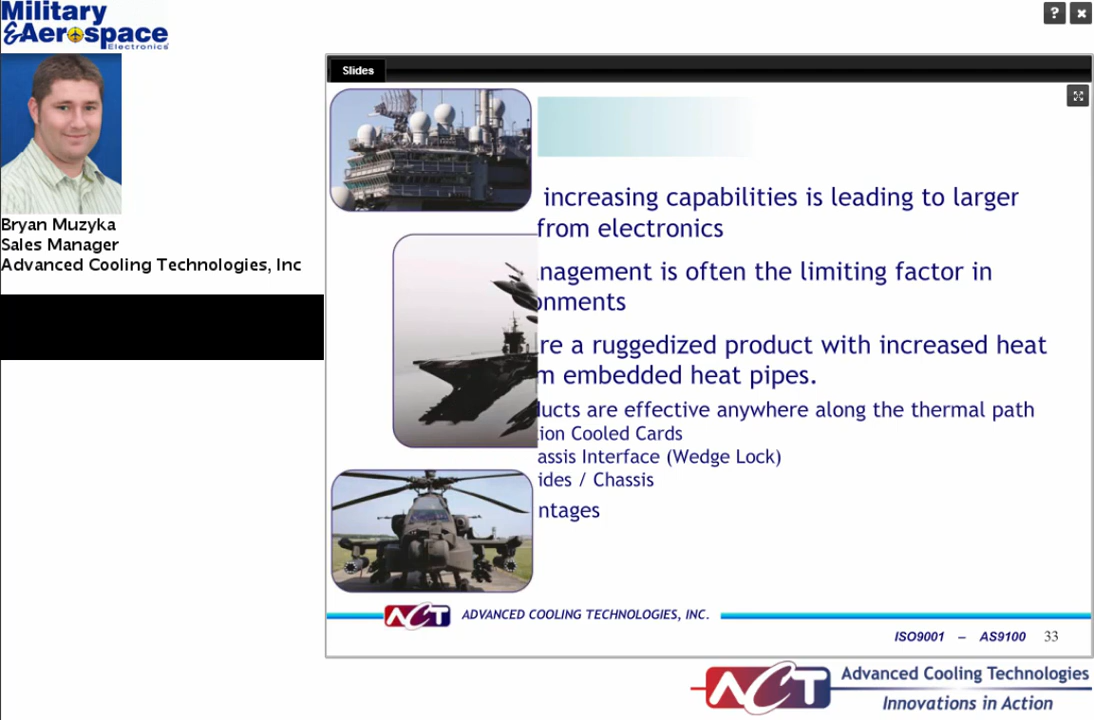 Military
&Aerospace
Electronics
? ×
Slides
Bryan Muzyka
Sales Manager
Advanced Cooling Technologies, Inc
increasing capabilities is leading to larger
from electronics
nagement is often the limiting factor in
onments
re a ruggedized product with increased heat
m embedded heat pipes.
ducts are effective anywhere along the thermal path
ion Cooled Cards
assis Interface (Wedge Lock)
ides / Chassis
ntages
ACT ADVANCED COOLING TECHNOLOGIES, INC.
ISO9001 – AS9100 33
ACT Advanced Cooling Technologies
Innovations in Action